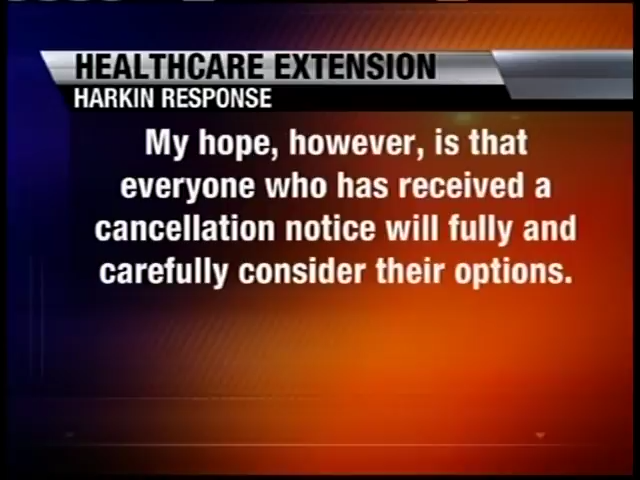 HEALTHCARE EXTENSION
HARKIN RESPONSE
My hope, however, is that
everyone who has received a
cancellation notice will fully and
carefully consider their options.